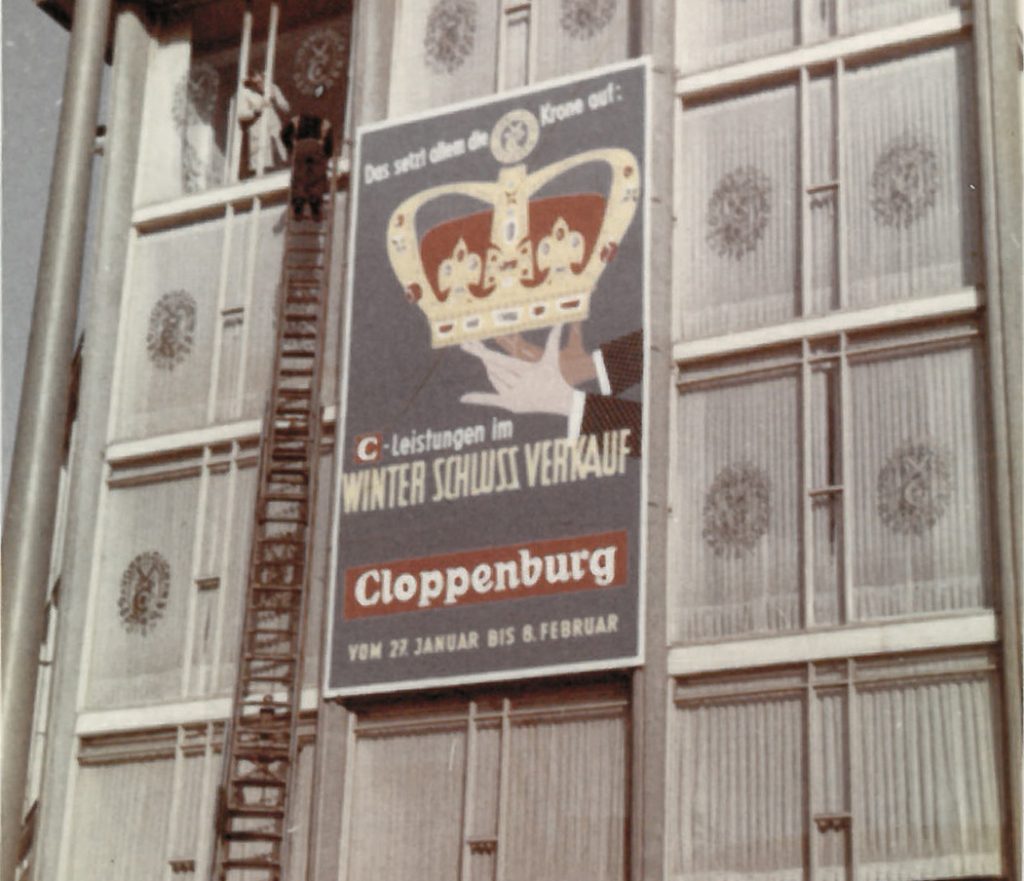 Das setzt allem die Krone auf:
C-Leistungen im
WINTER SCHLUSS VERKAUF
Cloppenburg
VOM 27. JANUAR BIS 8. FEBRUAR